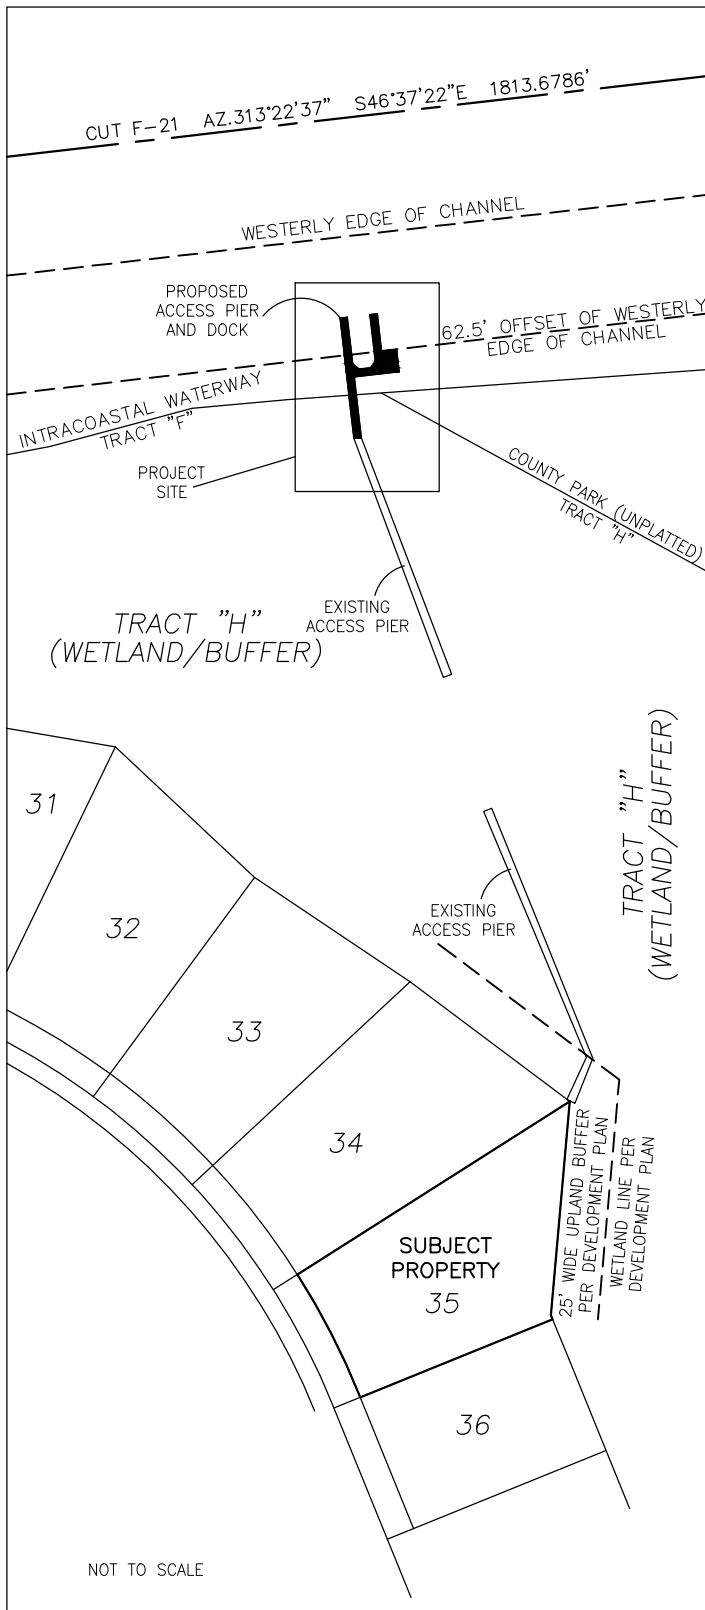 CUT F-21 AZ.313°22'37" S46°37'22"E 1813.6786'
WESTERLY EDGE OF CHANNEL
PROPOSED
ACCESS PIER
AND DOCK
62.5' OFFSET OF WESTERLY
EDGE OF CHANNEL
INTRACOASTAL WATERWAY
TRACT "F"
PROJECT
SITE
COUNTY PARK (UNPLATTED)
TRACT "H"
EXISTING
ACCESS PIER
TRACT "H"
(WETLAND/BUFFER)
TRACT "H"
(WETLAND/BUFFER)
31
32
EXISTING
ACCESS PIER
33
34
25' WIDE UPLAND BUFFER
PER DEVELOPMENT PLAN
WETLAND LINE PER
DEVELOPMENT PLAN
SUBJECT
PROPERTY
35
36
NOT TO SCALE